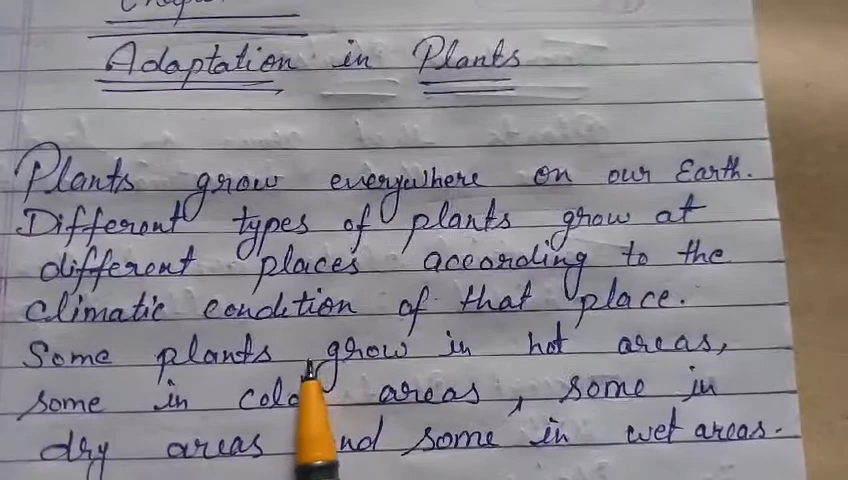 Adaptation in Plants
Plants grow everywhere on our Earth.
Different types of plants grow at
different places according to the
climatic condition of that place.
Some plants grow in hot areas,
some in cold areas, some in
dry areas and some in wet areas.